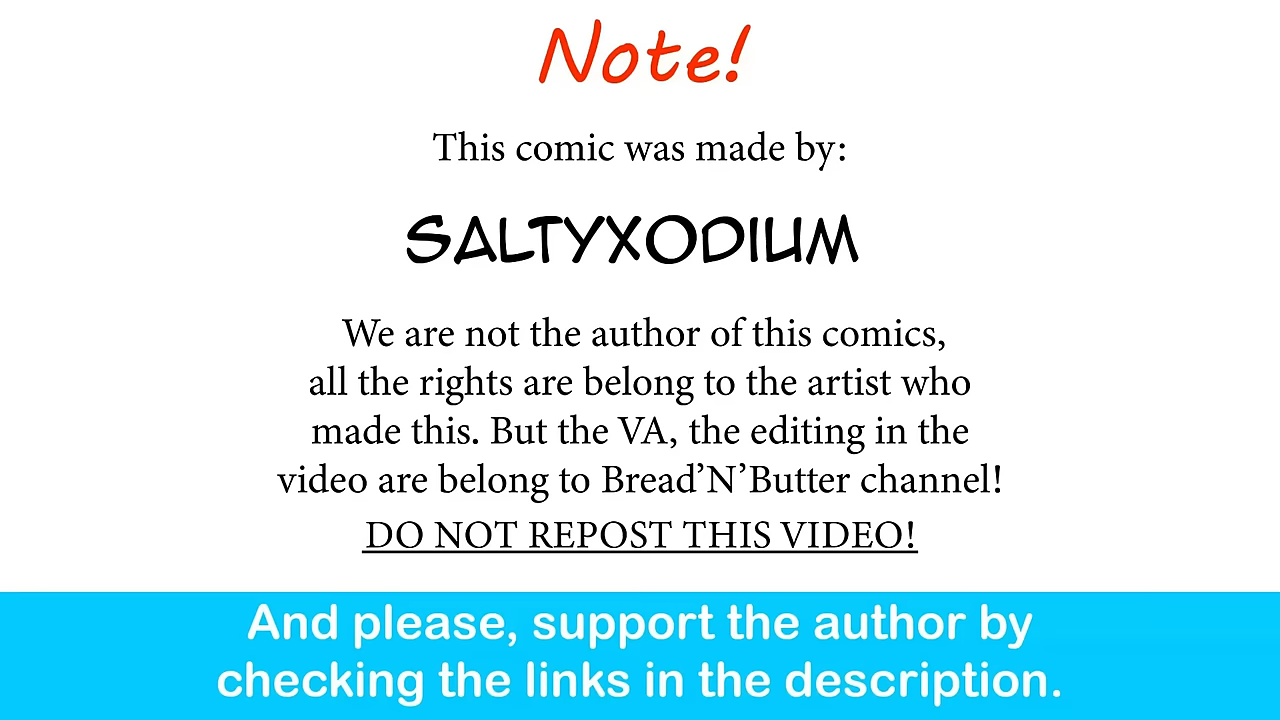 Note!
This comic was made by:
SALTYXODIUM
We are not the author of this comics,
all the rights are belong to the artist who
made this. But the VA, the editing in the
video are belong to Bread’N’Butter channel!
DO NOT REPOST THIS VIDEO!
And please, support the author by
checking the links in the description.